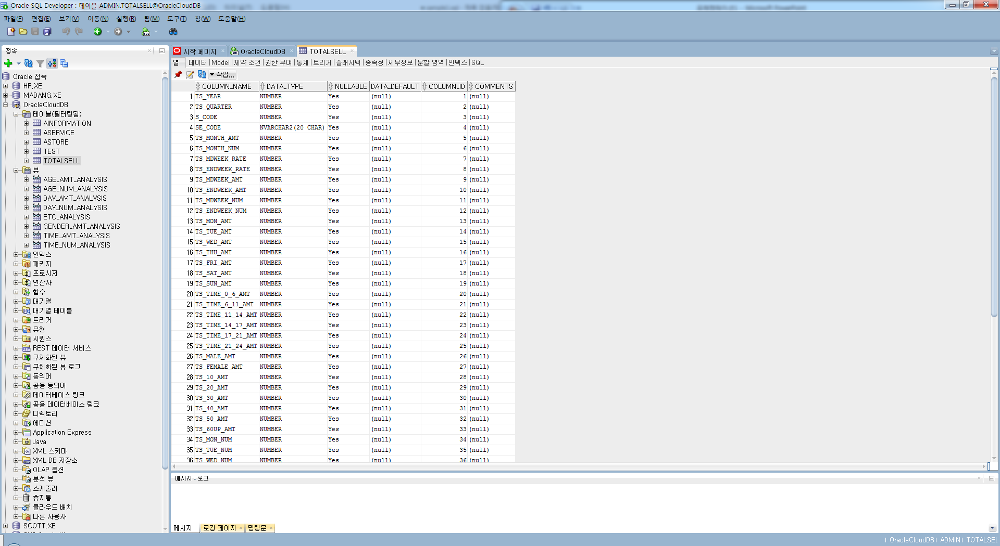 Oracle SQL Developer : 테이블 ADMIN.TOTALSELL@OracleCloudDB
파일(F) 편집(E) 보기(V) 이동(N) 실행(R) 팀(M) 도구(T) 창(W) 도움말(H)
접속
Oracle 접속
HR.XE
MADANG.XE
OracleCloudDB
테이블(필터링됨)
AINFORMATION
ASERVICE
ASTORE
TEST
TOTALSELL
뷰
AGE_AMT_ANALYSIS
AGE_NUM_ANALYSIS
DAY_AMT_ANALYSIS
DAY_NUM_ANALYSIS
ETC_ANALYSIS
GENDER_AMT_ANALYSIS
TIME_AMT_ANALYSIS
TIME_NUM_ANALYSIS
인덱스
패키지
프로시저
연산자
함수
대기열
대기열 테이블
트리거
유형
시퀀스
REST 데이터 서비스
구체화된 뷰
구체화된 뷰 로그
동의어
공용 동의어
데이터베이스 링크
공용 데이터베이스 링크
디렉토리
에디션
Application Express
Java
XML 스키마
XML DB 저장소
OLAP 옵션
분석 뷰
스케줄러
휴지통
클라우드 배치
다른 사용자
SCOTT.XE
시작 페이지 OracleCloudDB TOTALSELL
열 데이터 Model 제약 조건 권한 부여 통계 트리거 플래시백 종속성 세부정보 분할 영역 인덱스 SQL
작업...
COLUMN_NAME DATA_TYPE NULLABLE DATA_DEFAULT COLUMN_ID COMMENTS
1 TS_YEAR NUMBER Yes (null) 1 (null)
2 TS_QUARTER NUMBER Yes (null) 2 (null)
3 S_CODE NUMBER Yes (null) 3 (null)
4 SE_CODE NVARCHAR2(20 CHAR) Yes (null) 4 (null)
5 TS_MONTH_AMT NUMBER Yes (null) 5 (null)
6 TS_MONTH_NUM NUMBER Yes (null) 6 (null)
7 TS_MDWEEK_RATE NUMBER Yes (null) 7 (null)
8 TS_ENDWEEK_RATE NUMBER Yes (null) 8 (null)
9 TS_MDWEEK_AMT NUMBER Yes (null) 9 (null)
10 TS_ENDWEEK_AMT NUMBER Yes (null) 10 (null)
11 TS_MDWEEK_NUM NUMBER Yes (null) 11 (null)
12 TS_ENDWEEK_NUM NUMBER Yes (null) 12 (null)
13 TS_MON_AMT NUMBER Yes (null) 13 (null)
14 TS_TUE_AMT NUMBER Yes (null) 14 (null)
15 TS_WED_AMT NUMBER Yes (null) 15 (null)
16 TS_THU_AMT NUMBER Yes (null) 16 (null)
17 TS_FRI_AMT NUMBER Yes (null) 17 (null)
18 TS_SAT_AMT NUMBER Yes (null) 18 (null)
19 TS_SUN_AMT NUMBER Yes (null) 19 (null)
20 TS_TIME_0_6_AMT NUMBER Yes (null) 20 (null)
21 TS_TIME_6_11_AMT NUMBER Yes (null) 21 (null)
22 TS_TIME_11_14_AMT NUMBER Yes (null) 22 (null)
23 TS_TIME_14_17_AMT NUMBER Yes (null) 23 (null)
24 TS_TIME_17_21_AMT NUMBER Yes (null) 24 (null)
25 TS_TIME_21_24_AMT NUMBER Yes (null) 25 (null)
26 TS_MALE_AMT NUMBER Yes (null) 26 (null)
27 TS_FEMALE_AMT NUMBER Yes (null) 27 (null)
28 TS_10_AMT NUMBER Yes (null) 28 (null)
29 TS_20_AMT NUMBER Yes (null) 29 (null)
30 TS_30_AMT NUMBER Yes (null) 30 (null)
31 TS_40_AMT NUMBER Yes (null) 31 (null)
32 TS_50_AMT NUMBER Yes (null) 32 (null)
33 TS_60UP_AMT NUMBER Yes (null) 33 (null)
34 TS_MON_NUM NUMBER Yes (null) 34 (null)
35 TS_TUE_NUM NUMBER Yes (null) 35 (null)
36 TS_WED_NUM NUMBER Yes (null) 36 (null)
메시지 - 로그
메시지 로깅 페이지 명령문
OracleCloudDB ADMIN TOTALSEL